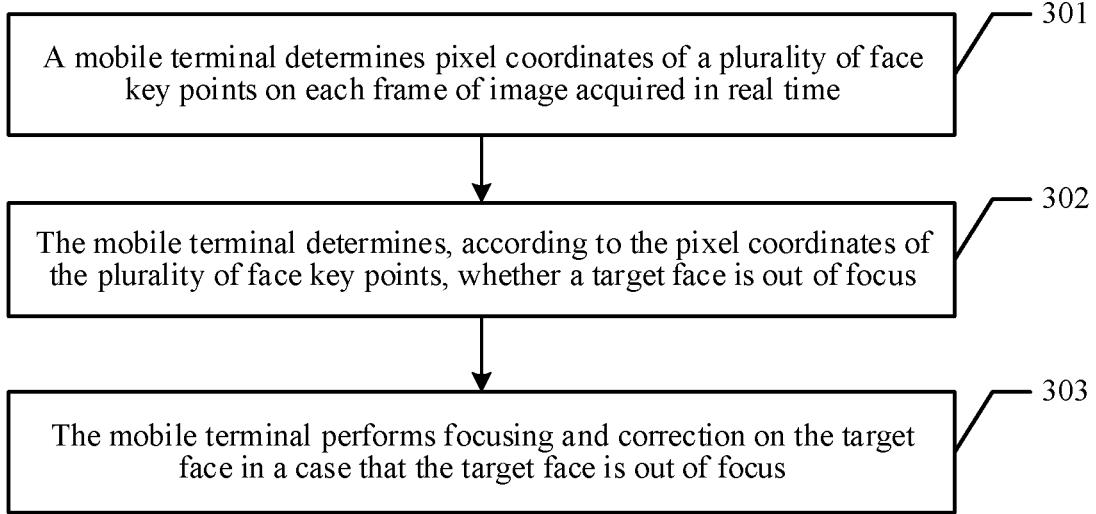 301
A mobile terminal determines pixel coordinates of a plurality of face
key points on each frame of image acquired in real time
302
The mobile terminal determines, according to the pixel coordinates of
the plurality of face key points, whether a target face is out of focus
303
The mobile terminal performs focusing and correction on the target
face in a case that the target face is out of focus